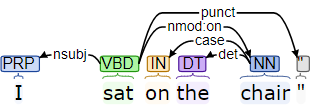 punct
nmod:on
case
nsubj det
PRP VBD IN DT NN "
I sat on the chair "